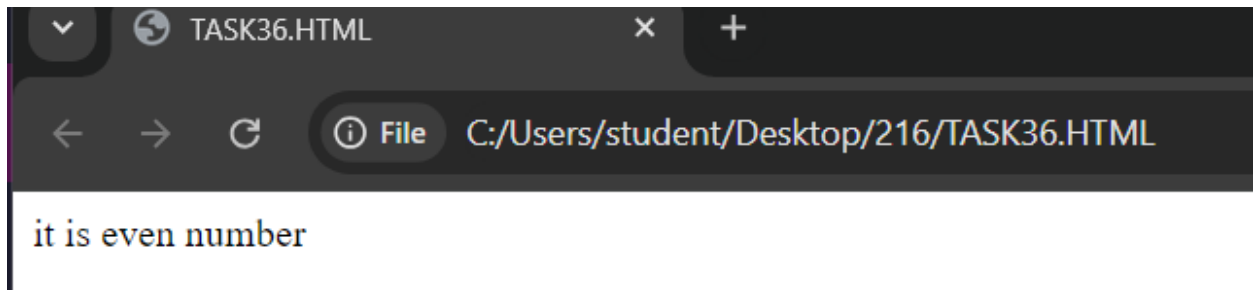 TASK36.HTML
File C:/Users/student/Desktop/216/TASK36.HTML
it is even number